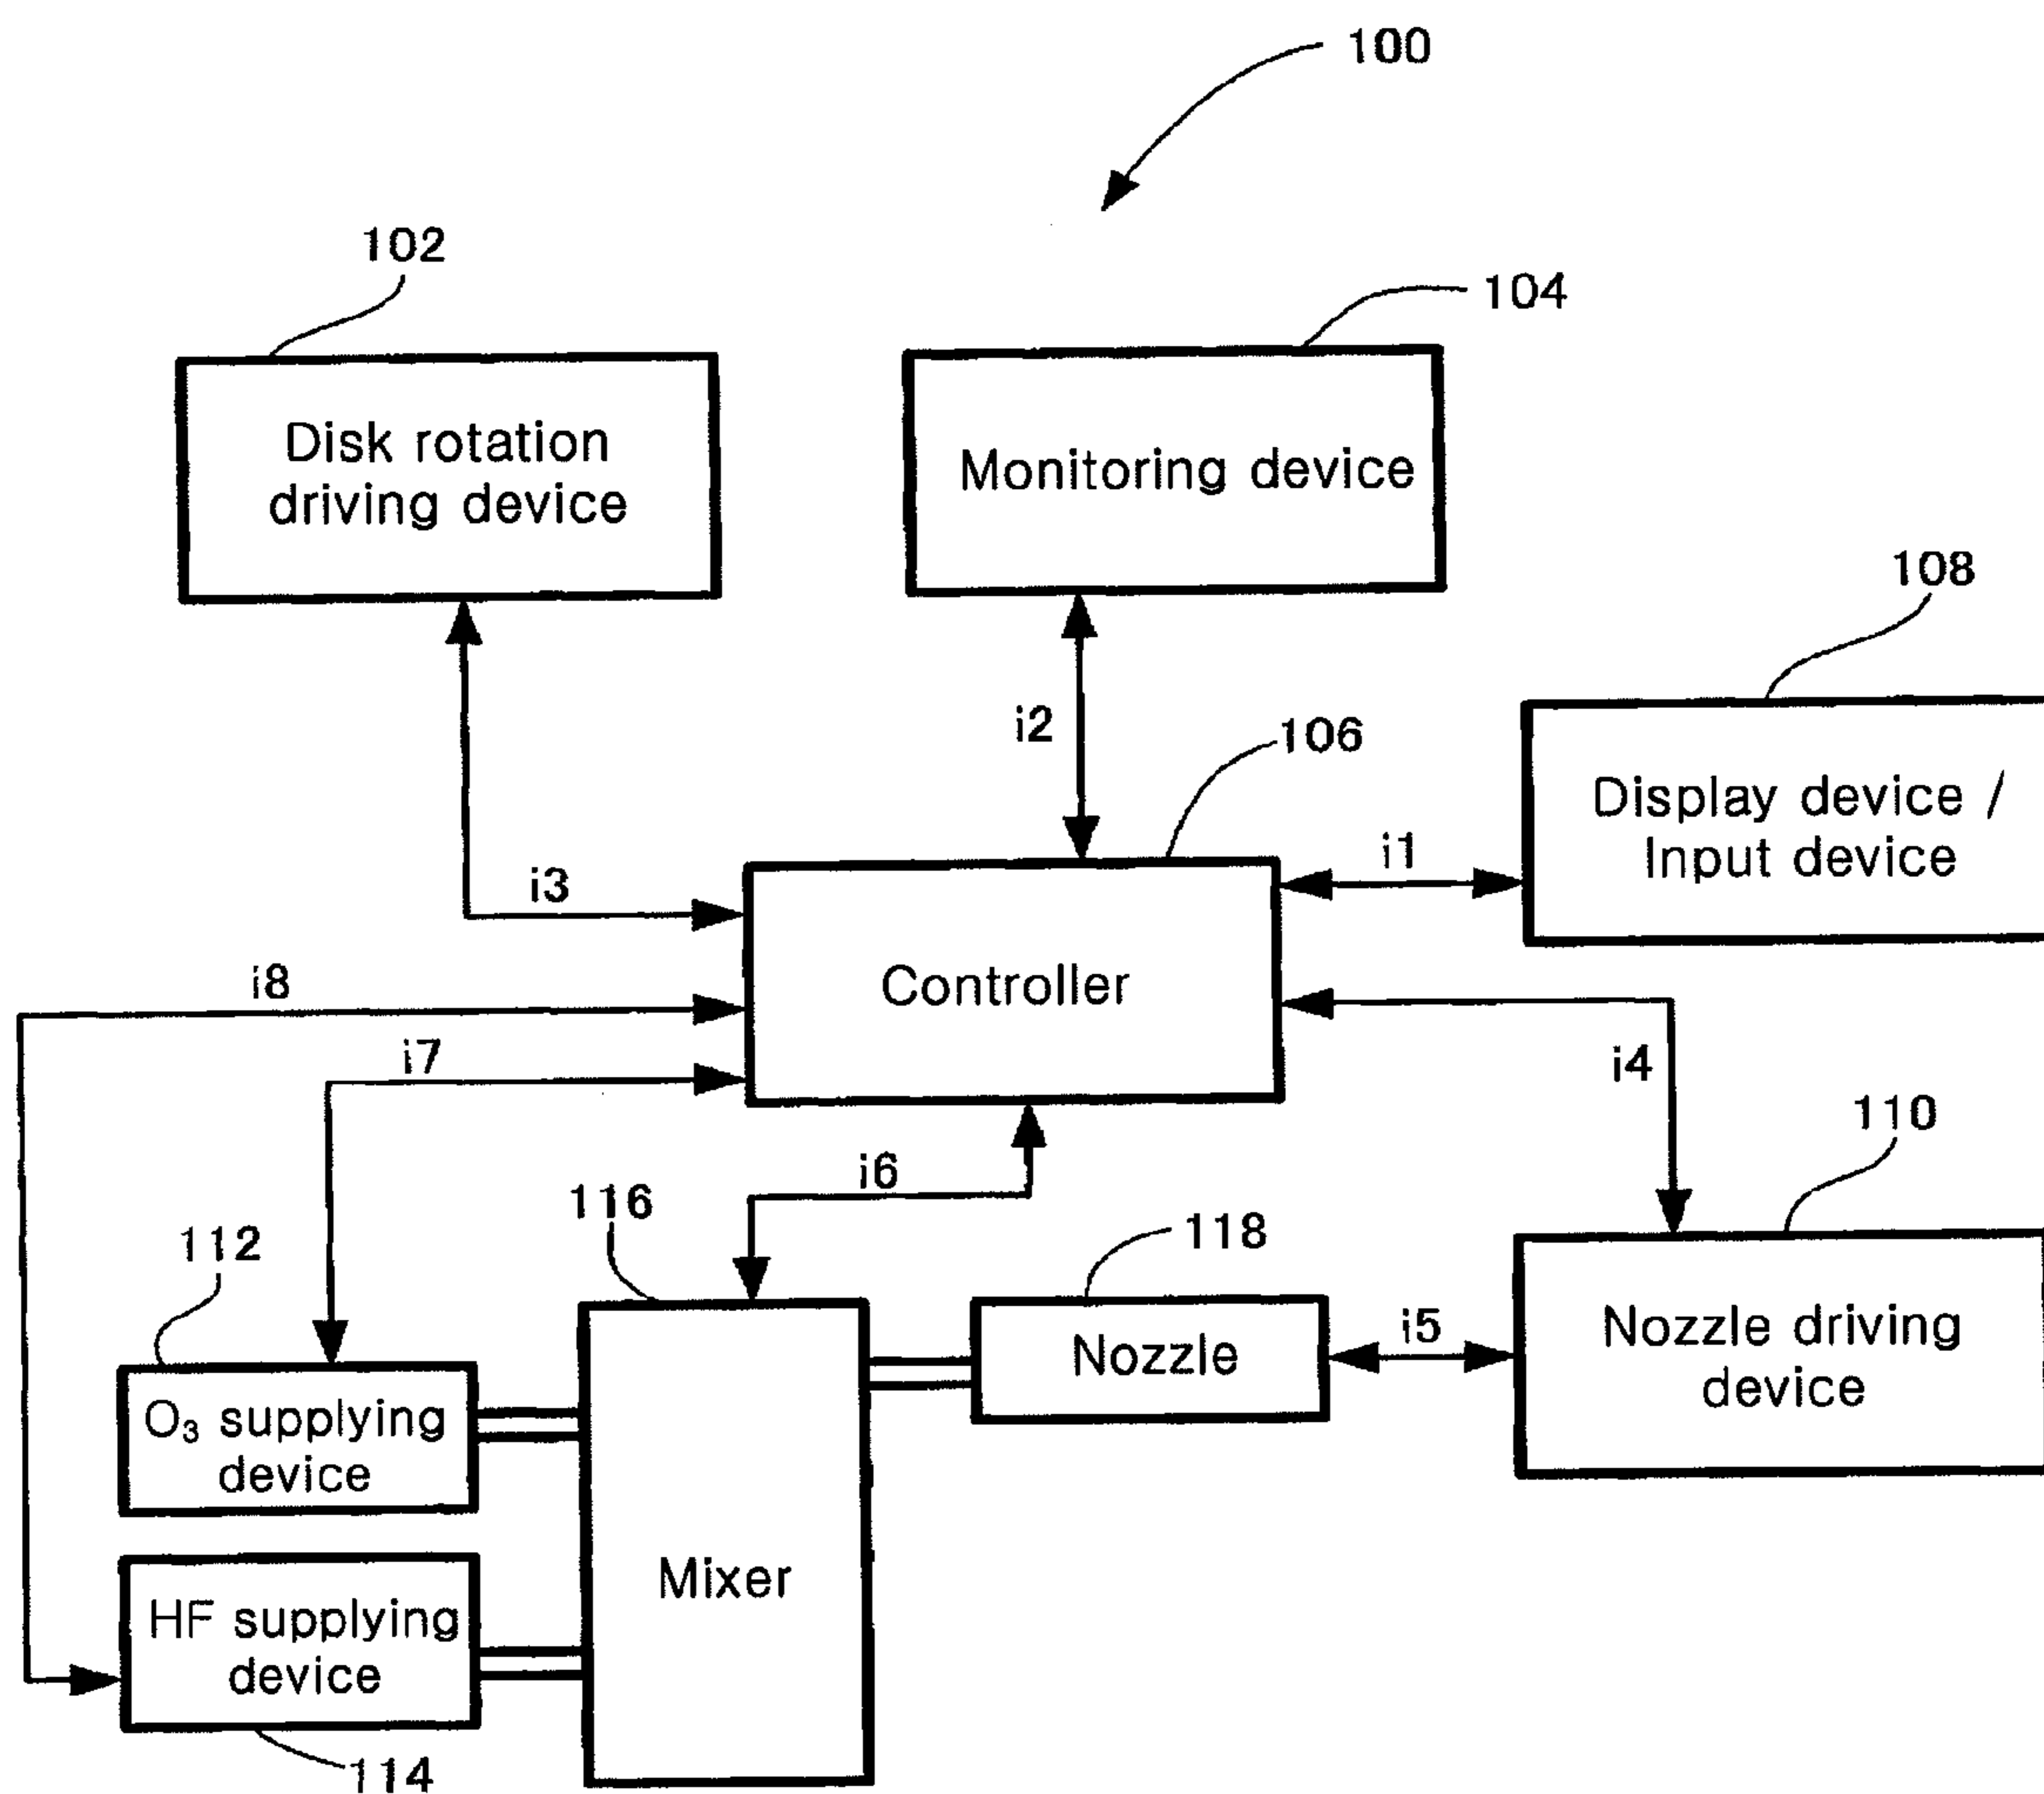 100
102
104
Disk rotation
driving device
Monitoring device
108
i2
106
Display device /
Input device
i1
i3
Controller
i8
i7
i4
110
i6
116
118
112
Nozzle
i5
Nozzle driving
device
O₃ supplying
device
Mixer
HF supplying
device
114